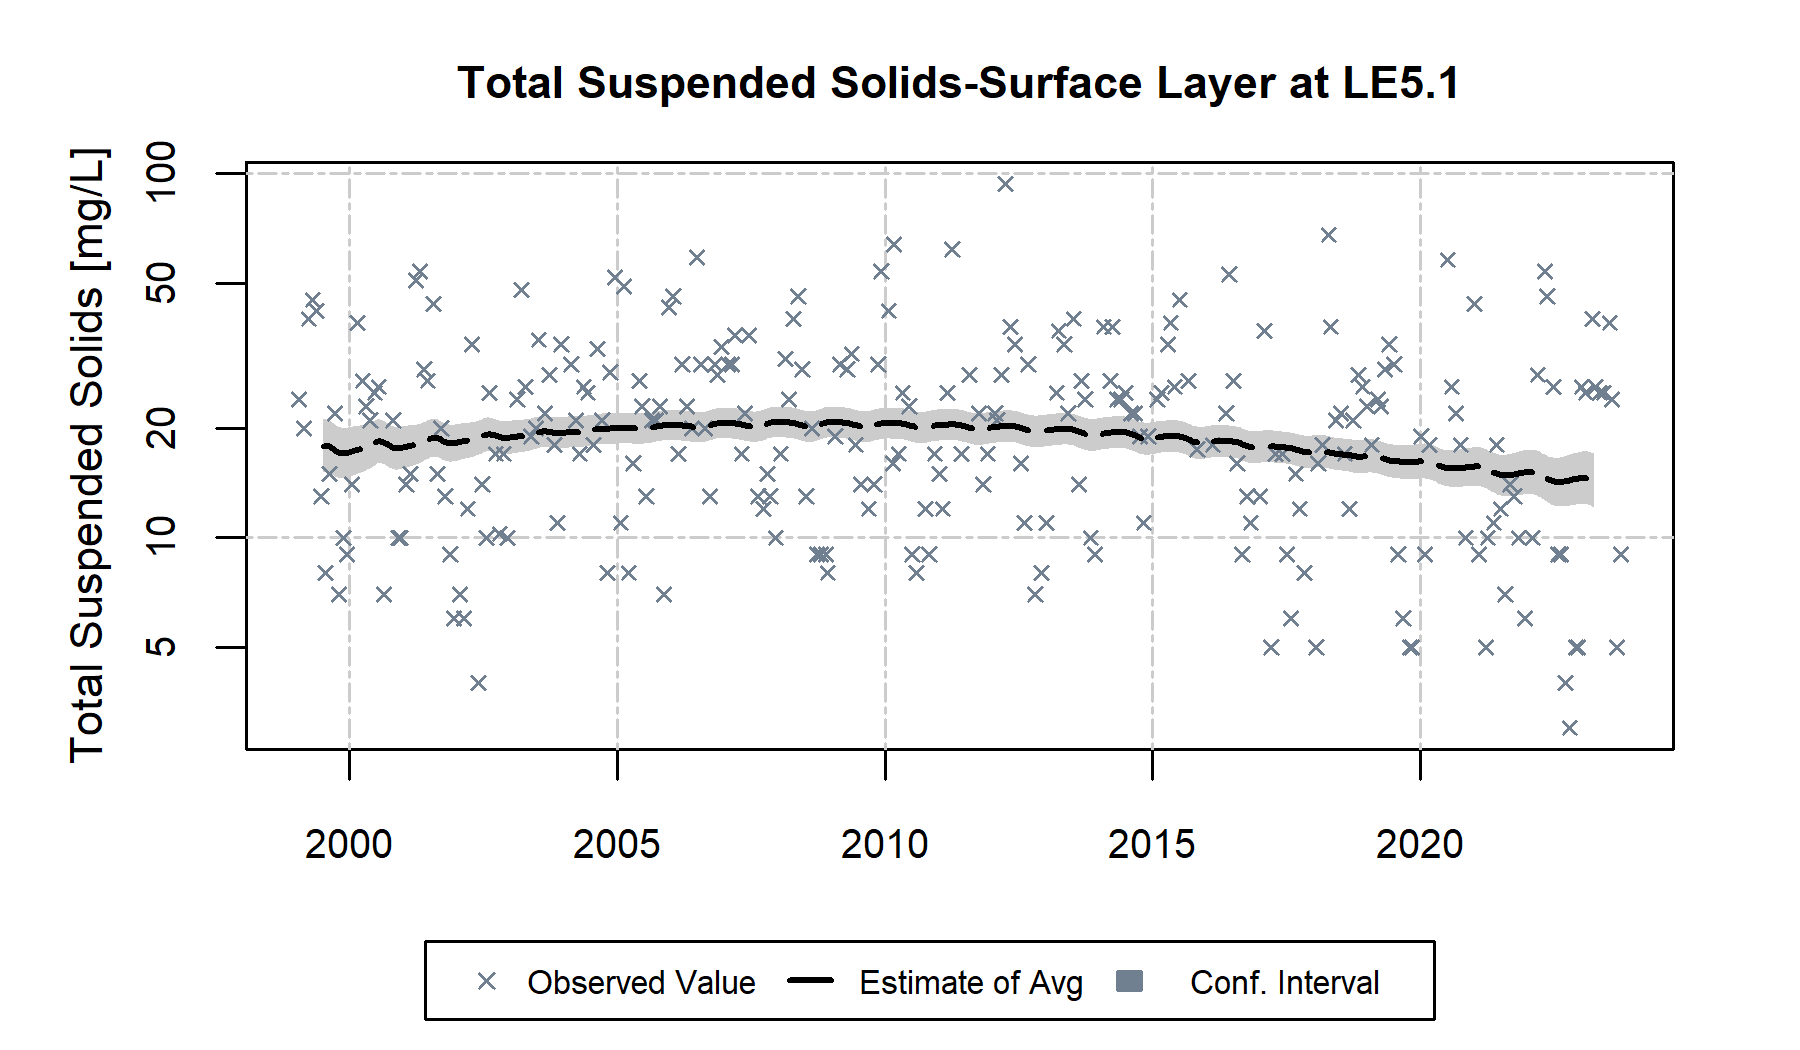 Total Suspended Solids-Surface Layer at LE5.1
Total Suspended Solids [mg/L]
100
50
20
10
5
2000 2005 2010 2015 2020
Observed Value Estimate of Avg Conf. Interval